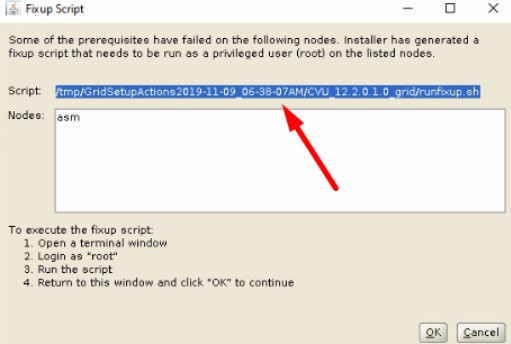 Fixup Script
Some of the prerequisites have failed on the following nodes. Installer has generated a
fixup script that needs to be run as a privileged user (root) on the listed nodes.
Script: /tmp/GridSetupActions2019-11-09_06-38-07AM/CVU_12.2.0.1.0_grid/runfixup.sh
Nodes: asm
To execute the fixup script:
1. Open a terminal window
2. Login as "root"
3. Run the script
4. Return to this window and click "OK" to continue
OK Cancel